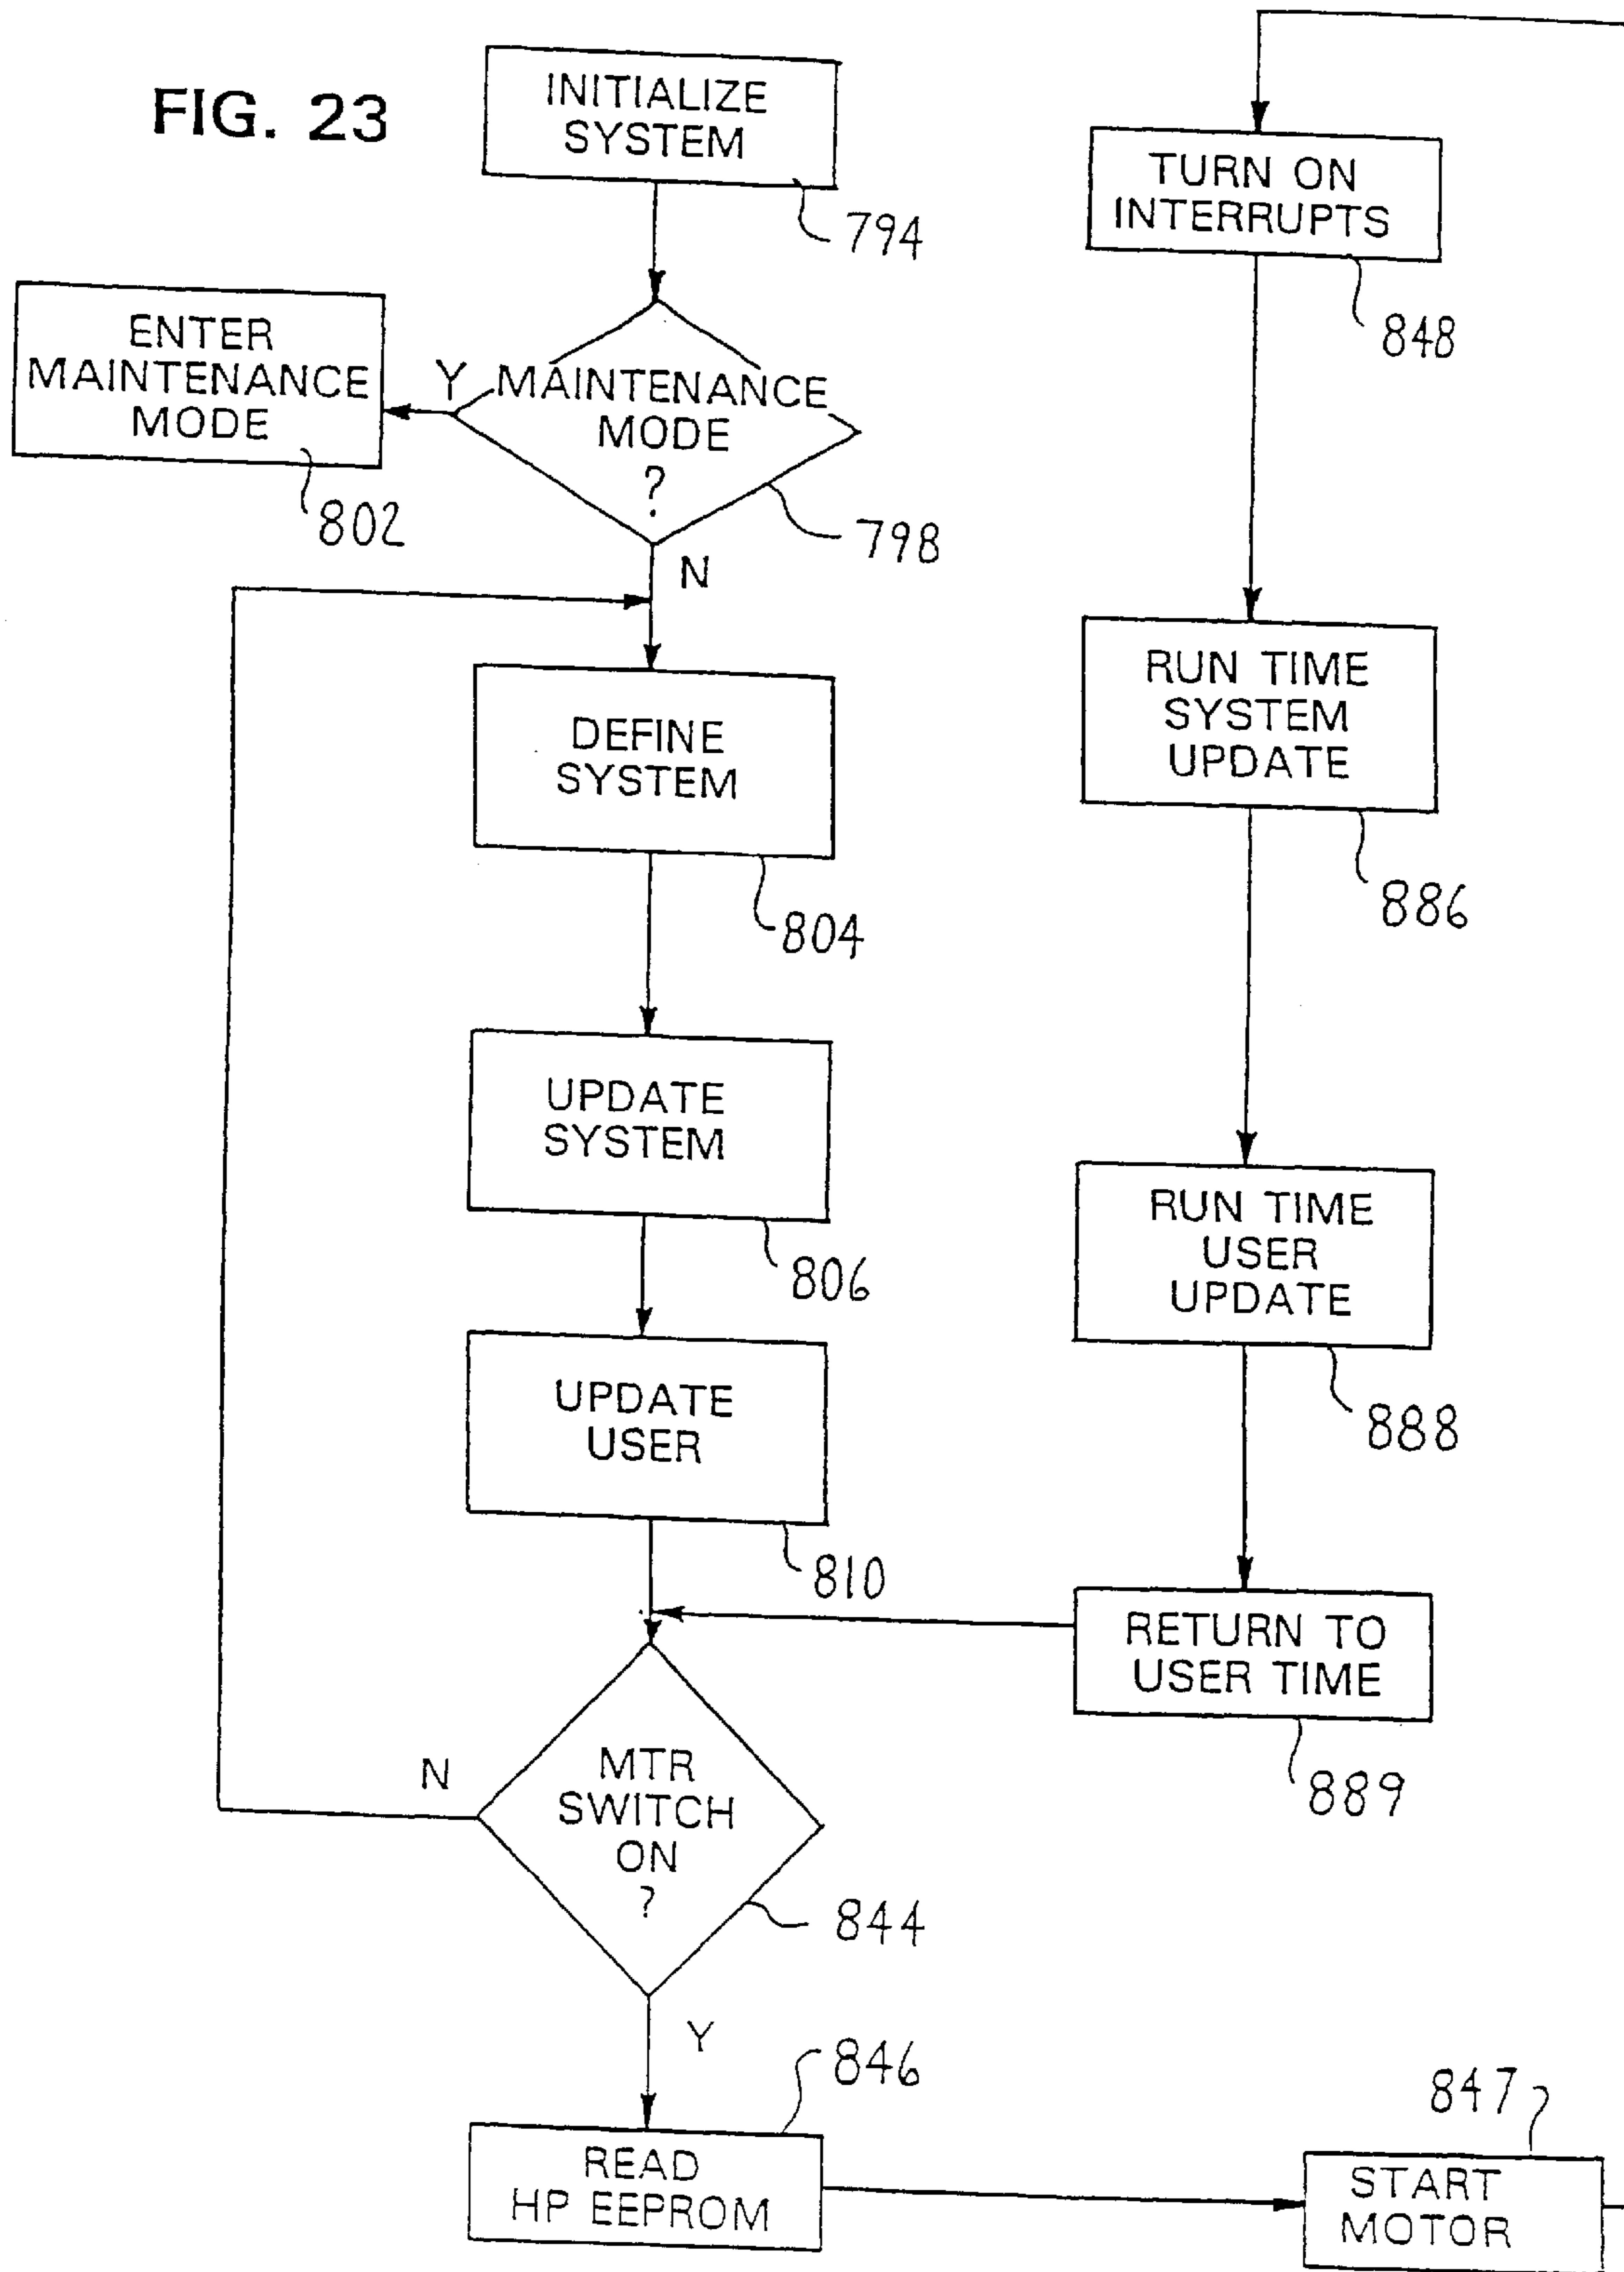 FIG. 23
INITIALIZE
SYSTEM
794
ENTER
MAINTENANCE
MODE
802
Y
MAINTENANCE
MODE
?
798
N
DEFINE
SYSTEM
804
UPDATE
SYSTEM
806
UPDATE
USER
810
MTR
SWITCH
ON
?
844
N
Y
READ
HP EEPROM
846
START
MOTOR
847
TURN ON
INTERRUPTS
848
RUN TIME
SYSTEM
UPDATE
886
RUN TIME
USER
UPDATE
888
RETURN TO
USER TIME
889